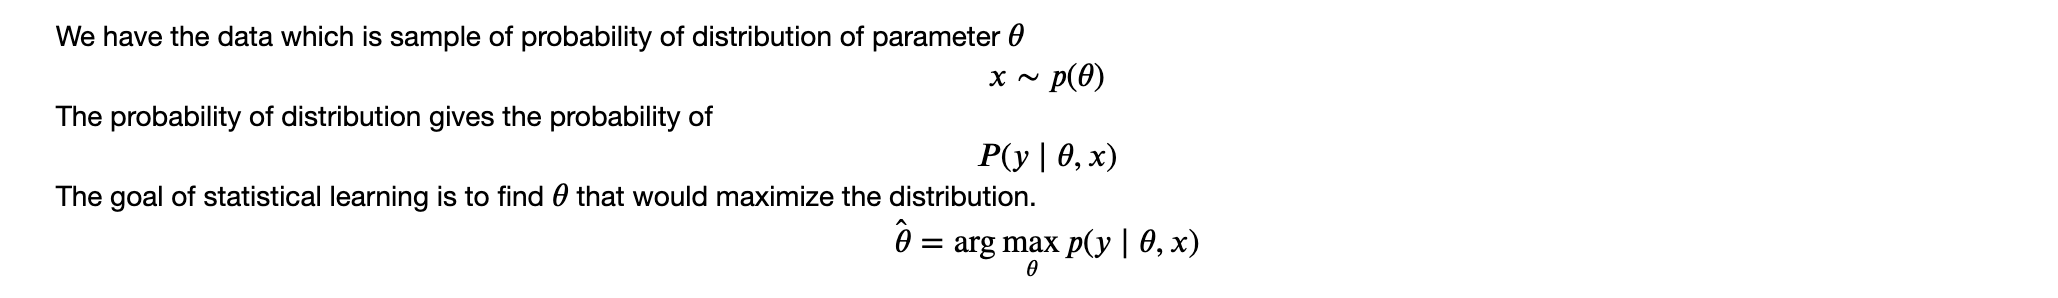 We have the data which is sample of probability of distribution of parameter θ
x ∼ p(θ)
The probability of distribution gives the probability of
P(y | θ, x)
The goal of statistical learning is to find θ that would maximize the distribution.
θ̂ = arg max p(y | θ, x)
θ